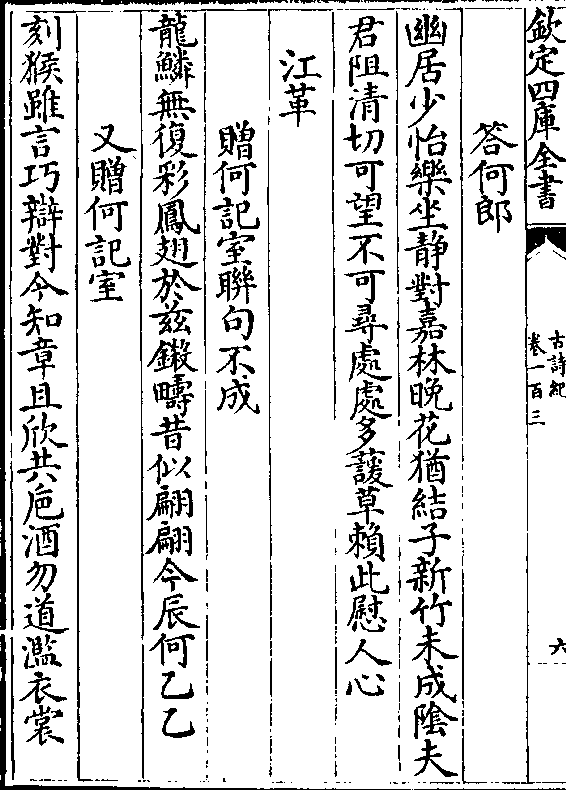 欽定四庫全書
古詩紀
卷一百三
六
答何郎
幽居少怡樂坐靜對嘉林晚花猶結子新竹未成陰夫
君阻清切可望不可尋處處多諼草賴此慰人心
江革
贈何記室聯句不成
龍鱗無復彩鳳翅於茲鎩疇昔似翩翩今辰何乙乙
又贈何記室
刻猴雖言巧辯對今知章且欣共巵酒勿道濫衣裳